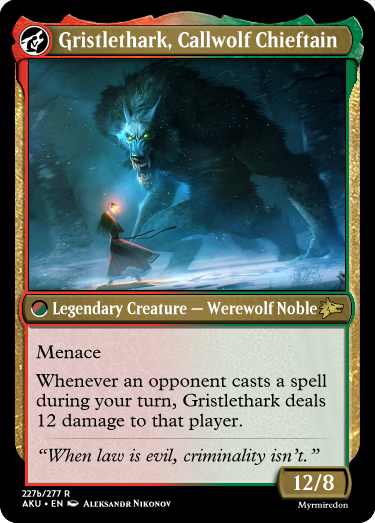 Gristlethark, Callwolf Chieftain
Legendary Creature — Werewolf Noble
Menace
Whenever an opponent casts a spell
during your turn, Gristlethark deals
12 damage to that player.
“When law is evil, criminality isn't.”
12/8
227b/277 R
AKU • EN Aleksandr Nikonov
Myrmiredon